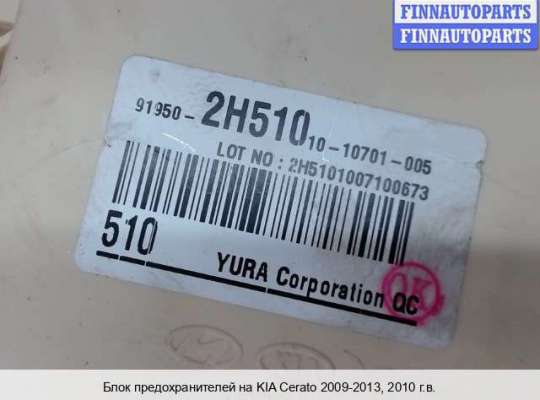 FINNAUTOPARTS
FINNAUTOPARTS
91950- 2H510 10-10701-005
LOT NO : 2H5101007100673
510
YURA Corporation QC
OK
Блок предохранителей на KIA Cerato 2009-2013, 2010 г.в.